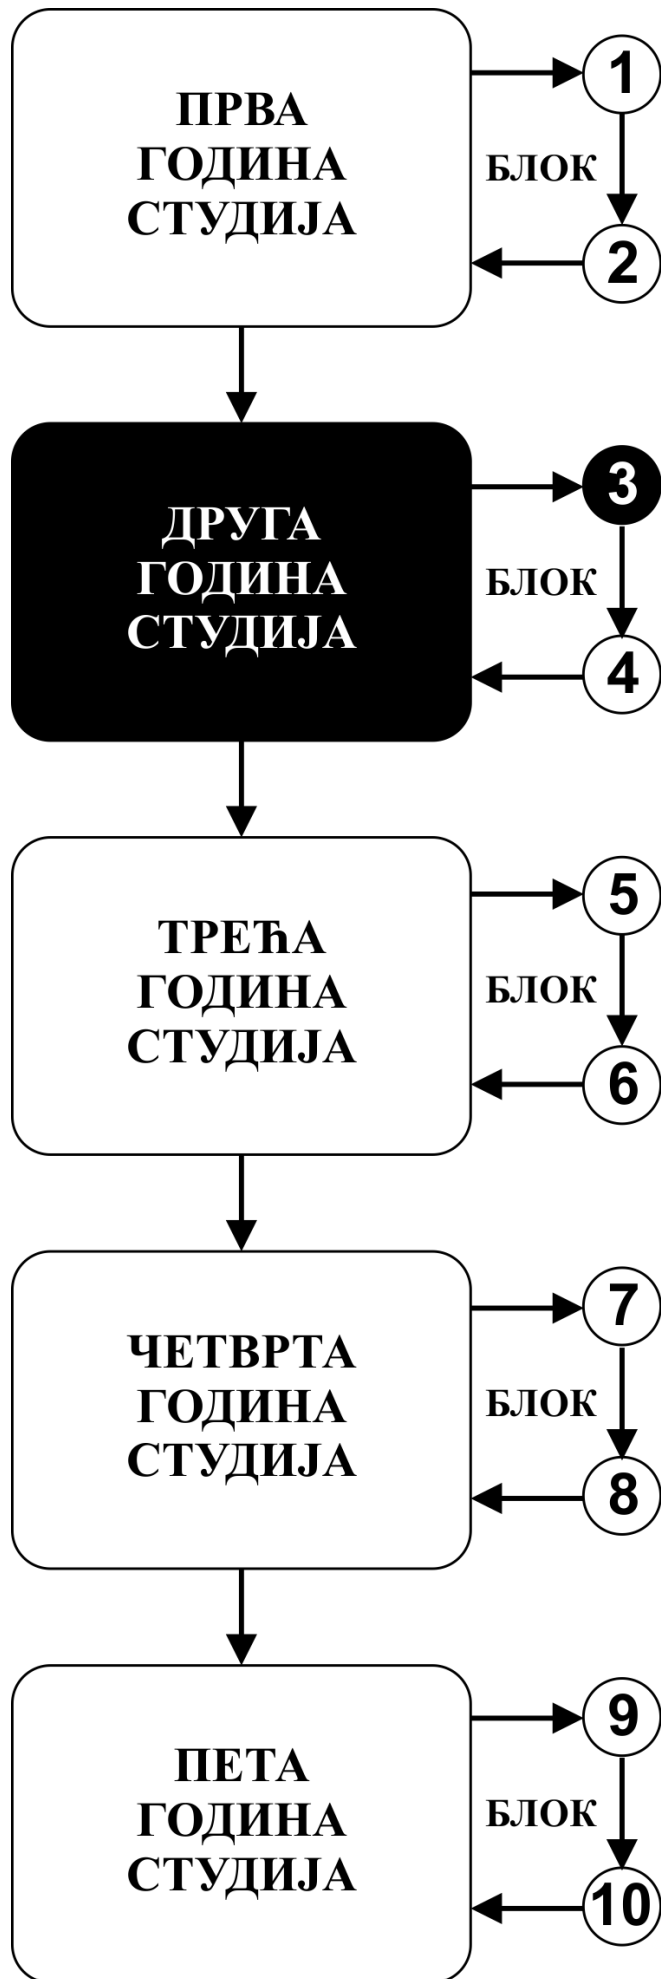 ПРВА
ГОДИНА
СТУДИЈА
1
БЛОК
2
ДРУГА
ГОДИНА
СТУДИЈА
3
БЛОК
4
ТРЕЋА
ГОДИНА
СТУДИЈА
5
БЛОК
6
ЧЕТВРТА
ГОДИНА
СТУДИЈА
7
БЛОК
8
ПЕТА
ГОДИНА
СТУДИЈА
9
БЛОК
10